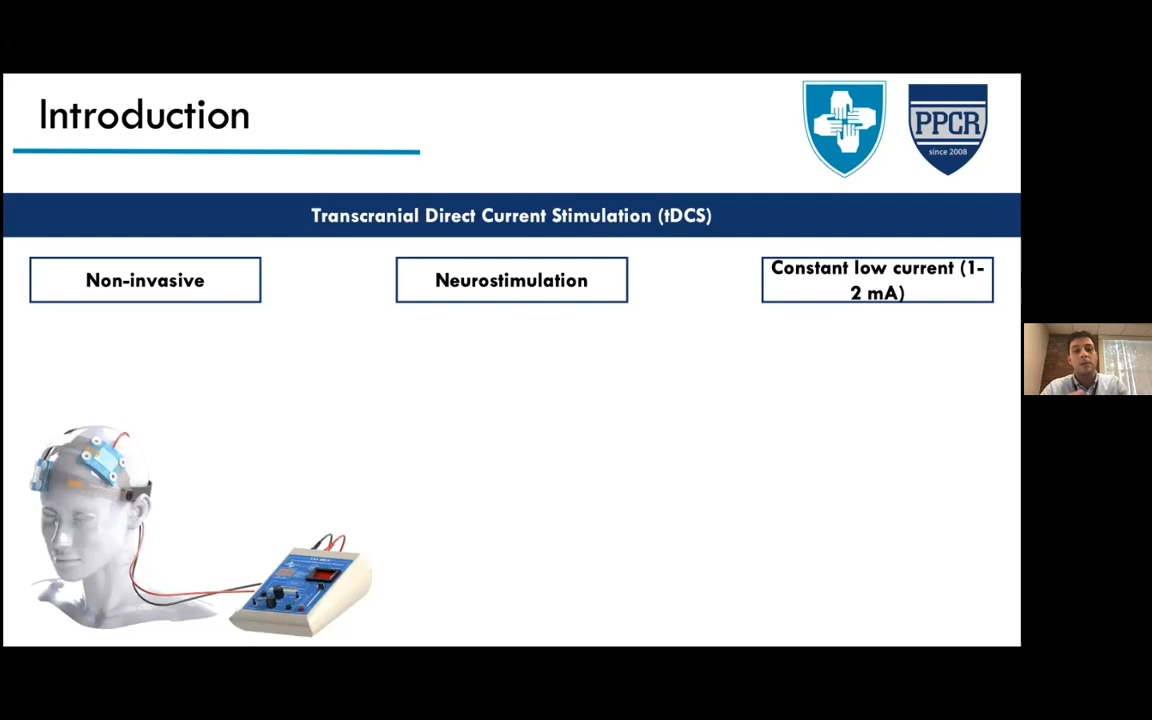 Introduction
PPCR
since 2008
Transcranial Direct Current Stimulation (tDCS)
Non-invasive
Neurostimulation
Constant low current (1-
2 mA)